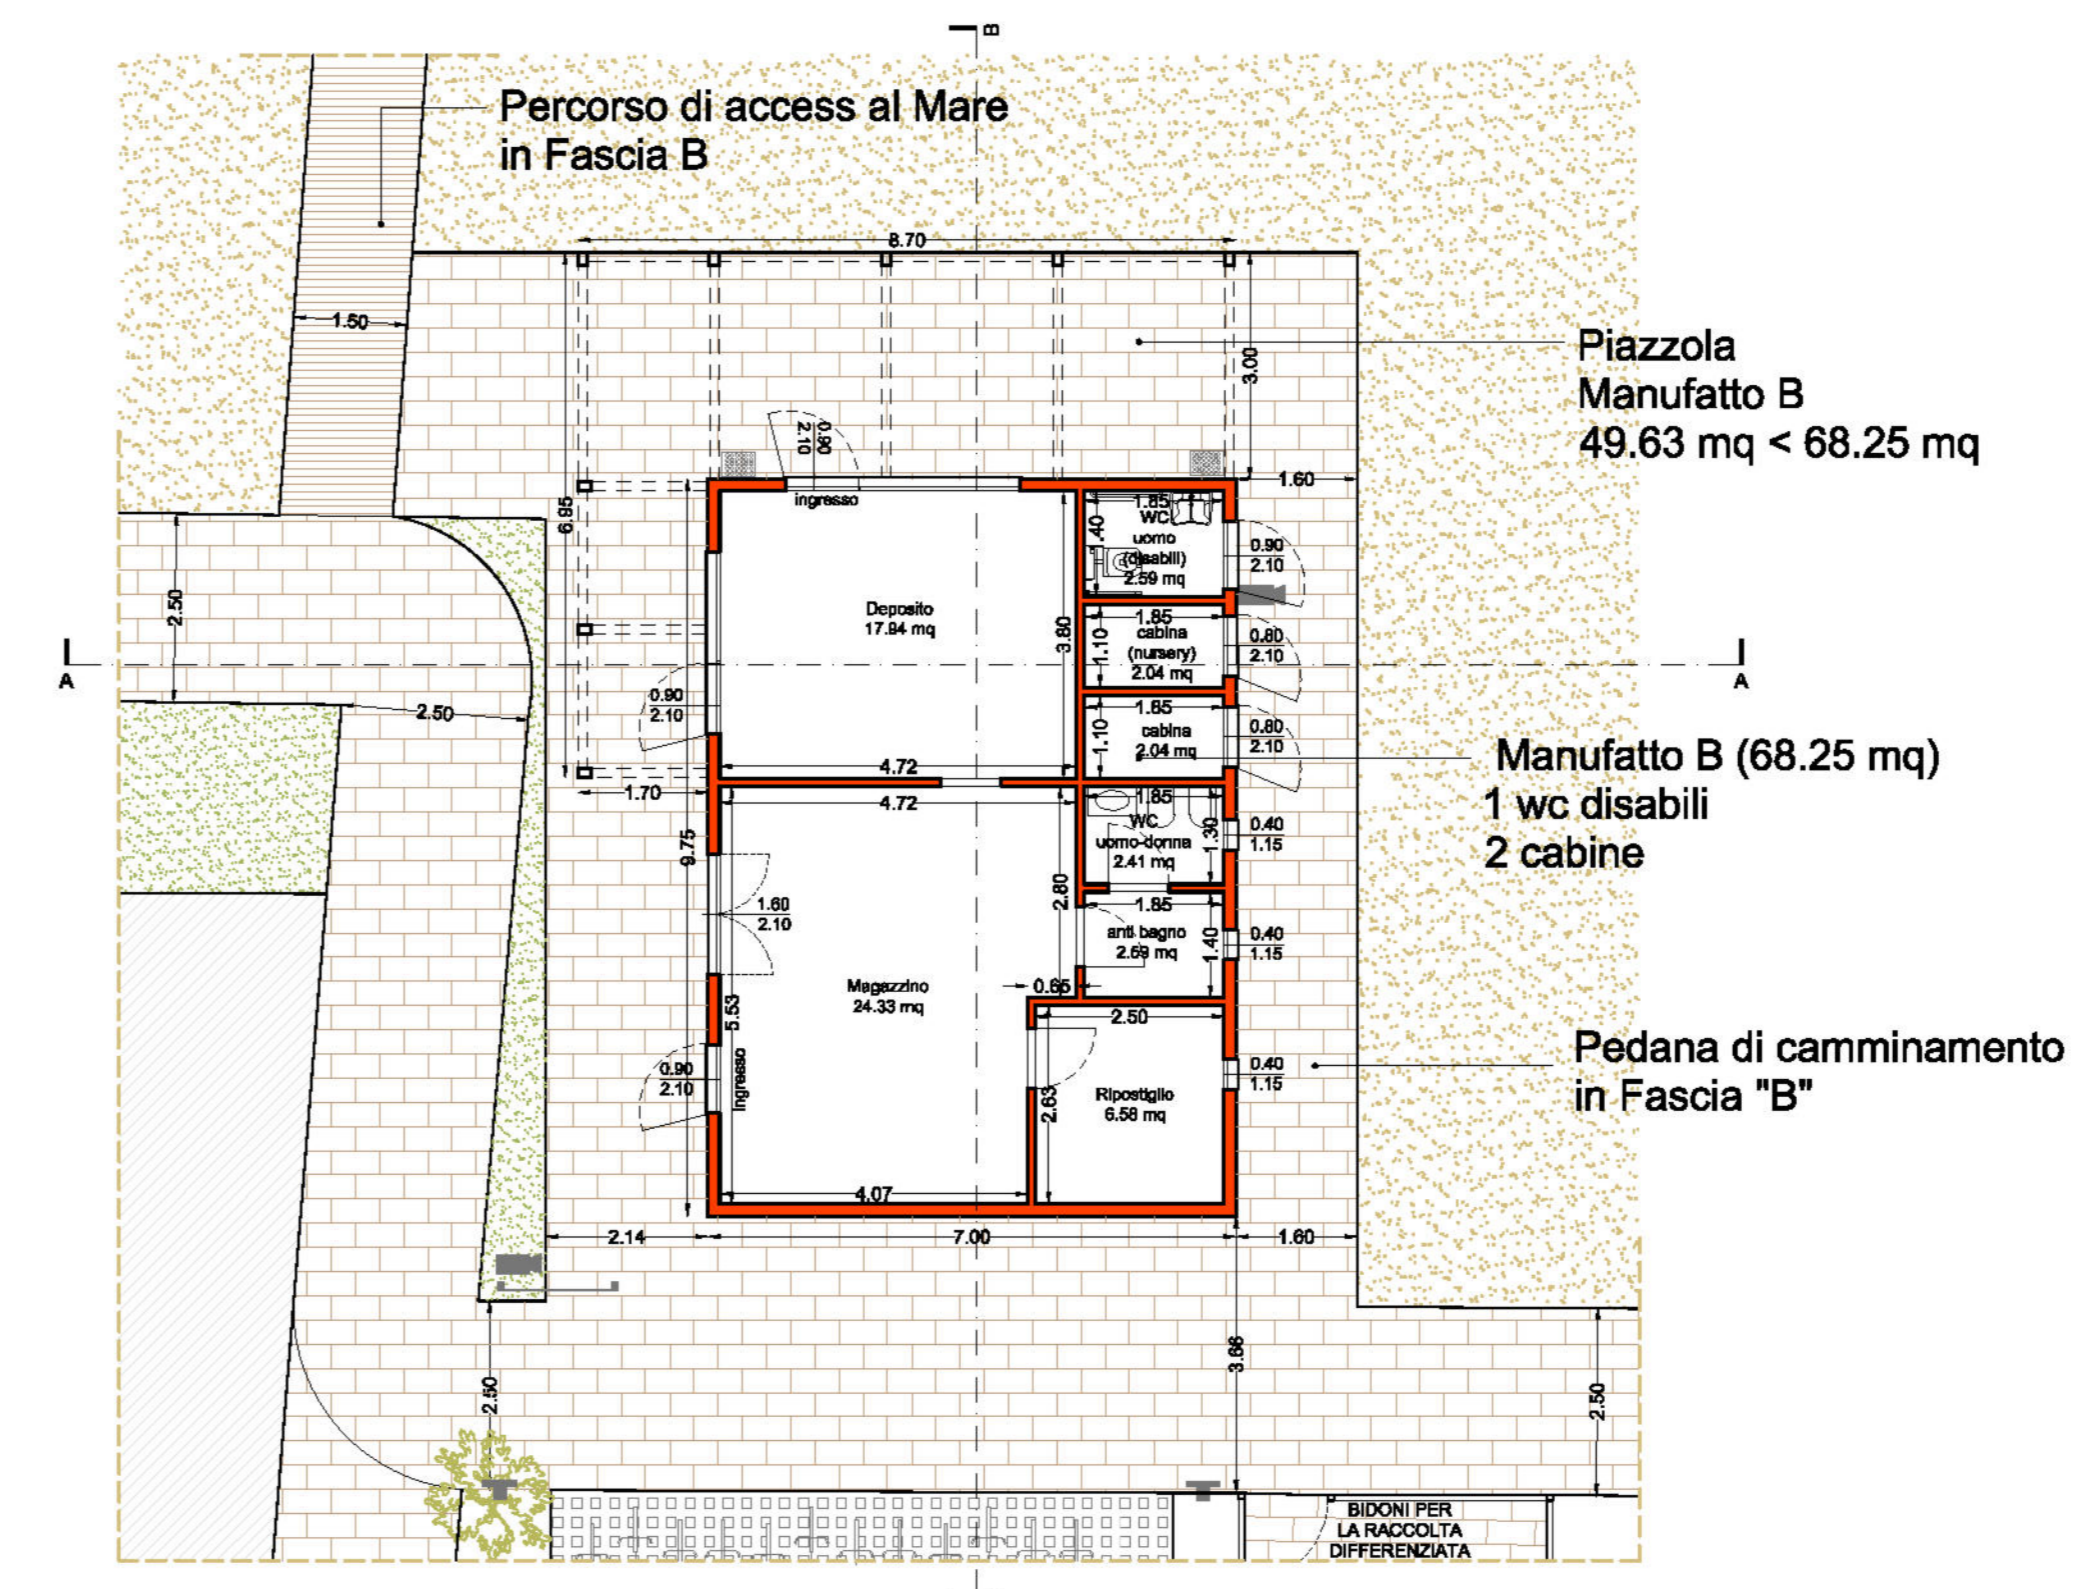 B
Percorso di access al Mare
in Fascia B
8.70
1.50
3.00
Piazzola
Manufatto B
49.63 mq < 68.25 mq
0.90
2.10
ingresso
1.60
6.95
1.85
WC
uomo
(disabili)
2.59 mq
.40
0.90
2.10
2.50
Deposito
17.94 mq
3.80
1.85
1.10
cabina
(nursery)
2.04 mq
0.80
2.10
A
A
0.90
2.10
2.50
1.85
1.10
cabina
2.04 mq
0.80
2.10
Manufatto B (68.25 mq)
1 wc disabili
2 cabine
4.72
1.70
4.72
9.75
1.85
WC
uomo-donna
2.41 mq
1.30
0.40
1.15
2.80
1.60
2.10
1.85
anti bagno
2.59 mq
1.40
0.40
1.15
Magazzino
24.33 mq
0.65
5.53
2.50
Pedana di camminamento
in Fascia "B"
0.90
2.10
Ingresso
2.63
Ripostiglio
6.58 mq
0.40
1.15
4.07
2.14
7.00
1.60
3.68
2.50
2.50
BIDONI PER
LA RACCOLTA
DIFFERENZIATA